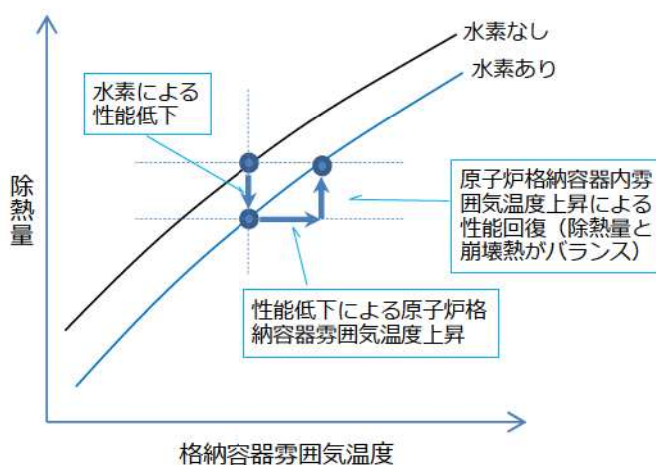 水素なし
水素あり
水素による
性能低下
原子炉格納容器内雰
囲気温度上昇による
性能回復（除熱量と
崩壊熱がバランス）
除熱量
性能低下による原子炉格
納容器雰囲気温度上昇
格納容器雰囲気温度